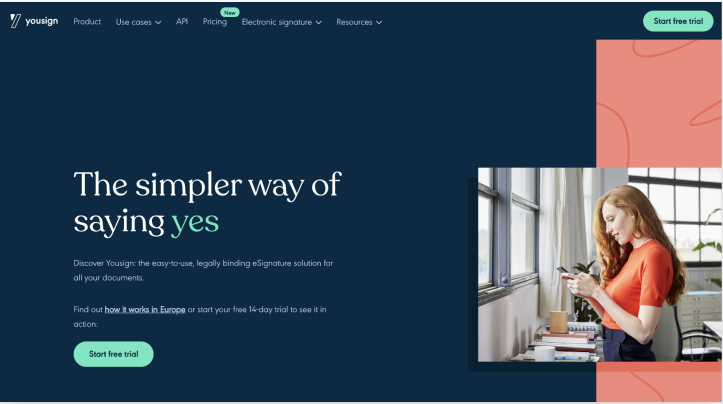 yousign
Product
Use cases
API
Pricing
New
Electronic signature
Resources
Start free trial
The simpler way of
saying yes
Discover Yousign: the easy-to-use, legally binding eSignature solution for
all your documents.
Find out how it works in Europe or start your free 14-day trial to see it in
action:
Start free trial